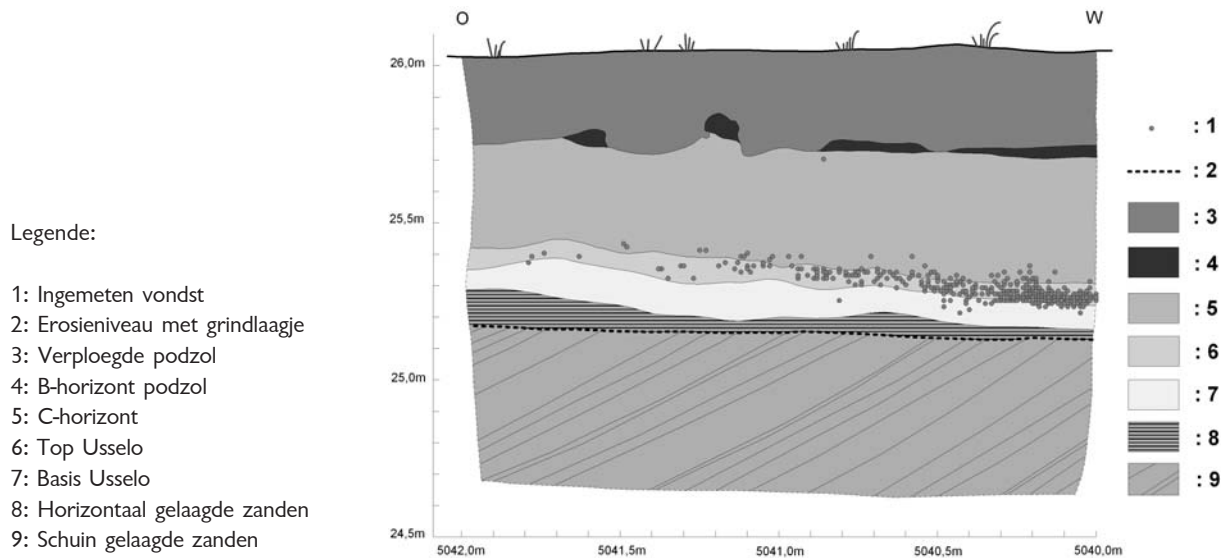 Legende:
1: Ingemeten vondst
2: Erosieniveau met grindlaagje
3: Verploegde podzol
4: B-horizont podzol
5: C-horizont
6: Top Usselo
7: Basis Usselo
8: Horizontaal gelaagde zanden
9: Schuin gelaagde zanden
O W
26,0m
25,5m
25,0m
24,5m
5042,0m 5041,5m 5041,0m 5040,5m 5040,0m
: 1
: 2
: 3
: 4
: 5
: 6
: 7
: 8
: 9